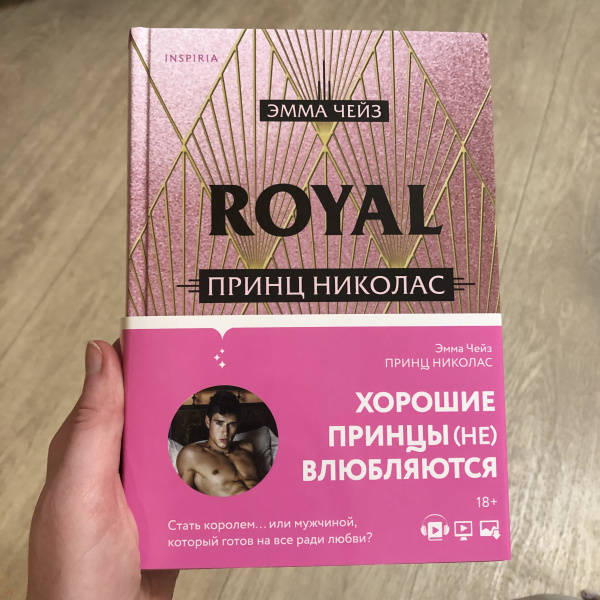 INSPIRIA
ЭММА ЧЕЙЗ
ROYAL
ПРИНЦ НИКОЛАС
Эмма Чейз
ПРИНЦ НИКОЛАС
ХОРОШИЕ
ПРИНЦЫ (НЕ)
ВЛЮБЛЯЮТСЯ
18+
Стать королем... или мужчиной,
который готов на все ради любви?